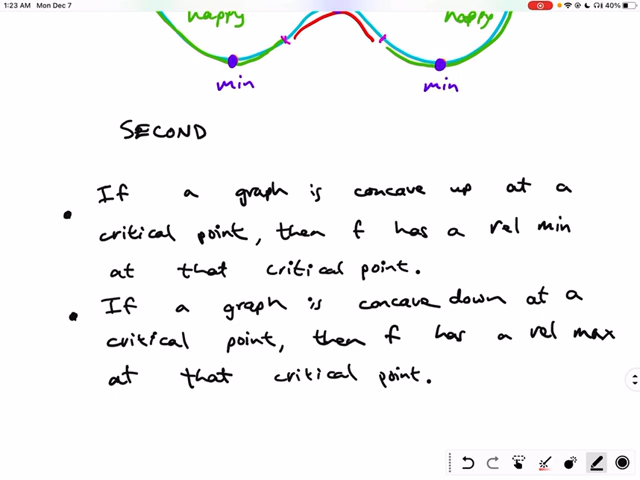 1:23 AM Mon Dec 7
40%
happy
happy
min
min
SECOND
• If a graph is concave up at a
critical point, then f has a rel min
at that critical point.
• If a graph is concave down at a
critical point, then f has a rel max
at that critical point.